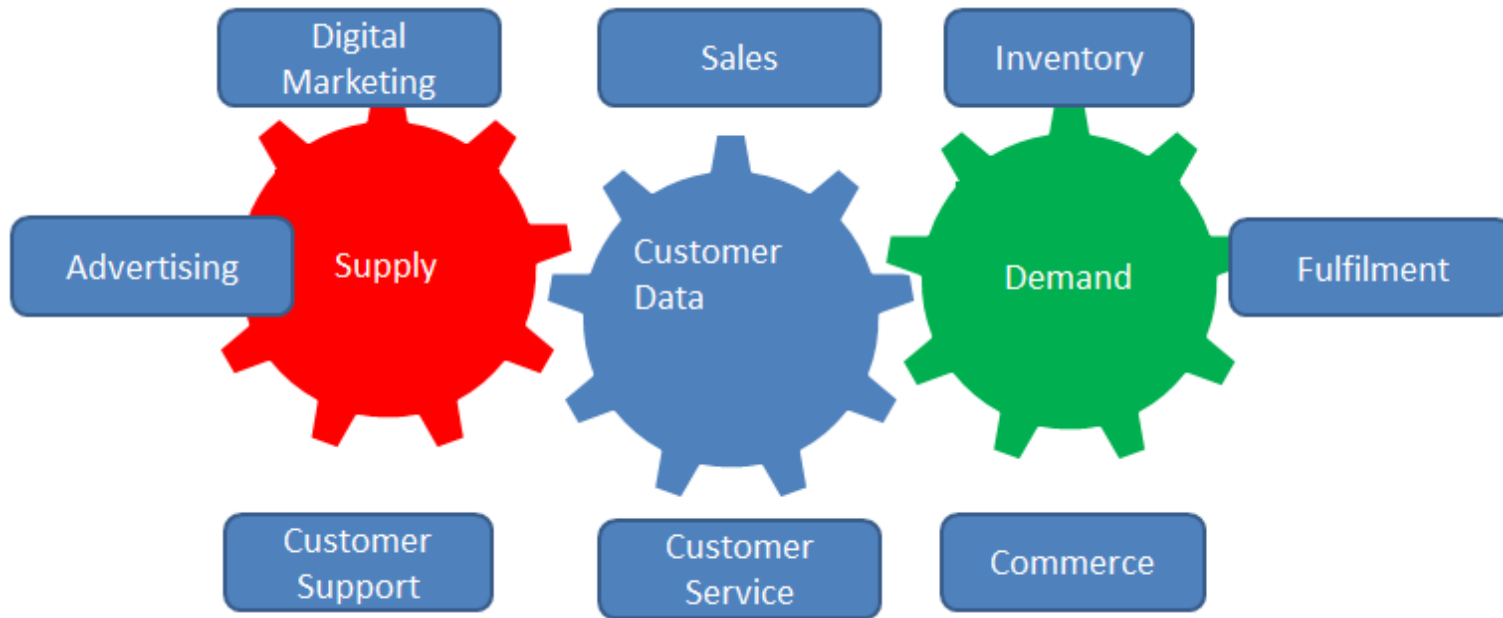 Digital
Marketing
Sales
Inventory
Advertising
Supply
Customer
Data
Demand
Fulfilment
Customer
Support
Customer
Service
Commerce